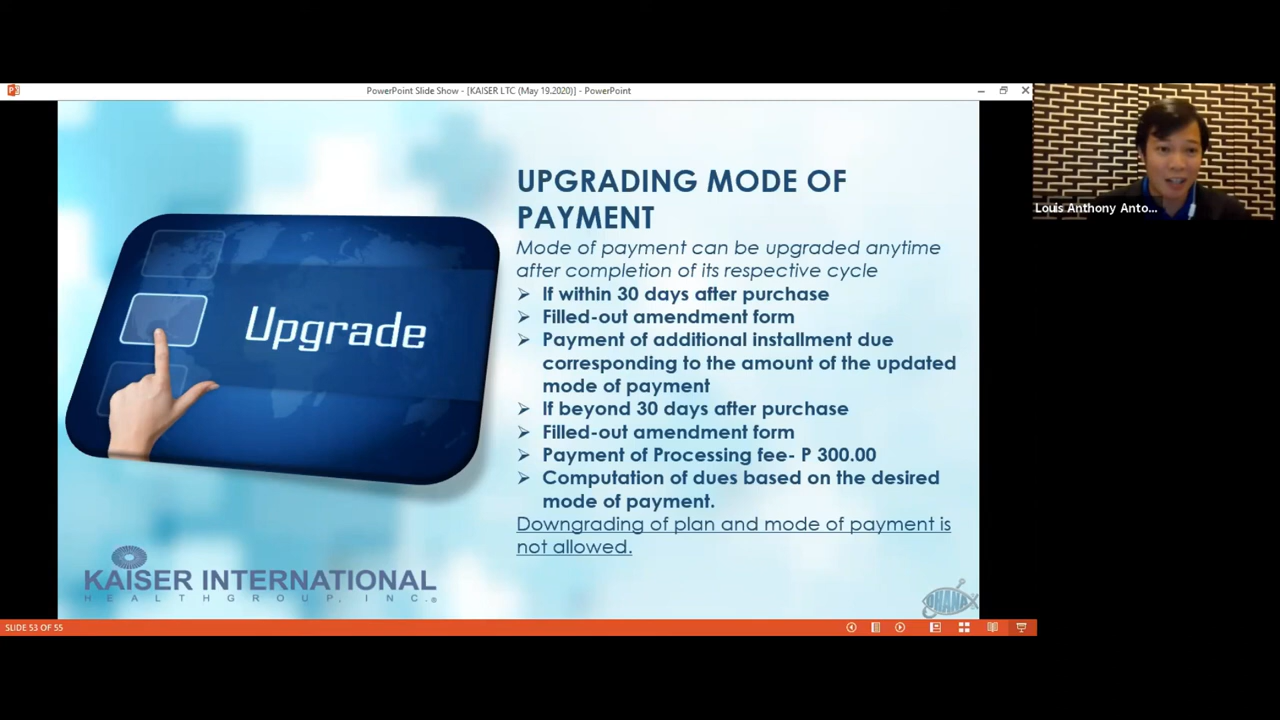 PowerPoint Slide Show - [KAISER LTC (May 19.2020)] - PowerPoint
Louis Anthony Anto...
UPGRADING MODE OF
PAYMENT
Mode of payment can be upgraded anytime
after completion of its respective cycle
➢ If within 30 days after purchase
➢ Filled-out amendment form
➢ Payment of additional installment due
corresponding to the amount of the updated
mode of payment
➢ If beyond 30 days after purchase
➢ Filled-out amendment form
➢ Payment of Processing fee- P 300.00
➢ Computation of dues based on the desired
mode of payment.
Downgrading of plan and mode of payment is
not allowed.
Upgrade
KAISER INTERNATIONAL
HEALTHGROUP, INC.®
OHANAX
SLIDE 53 OF 55